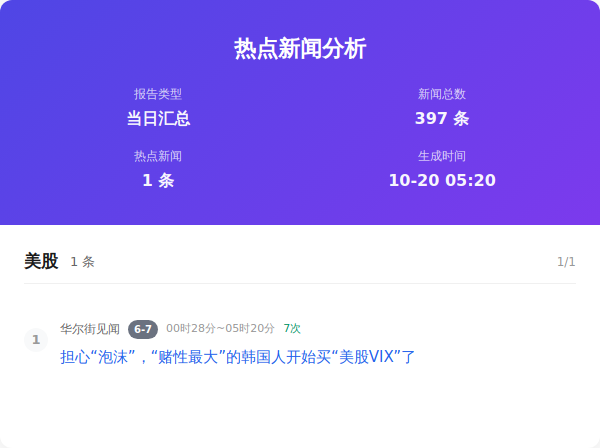 热点新闻分析
报告类型
新闻总数
当日汇总
397 条
热点新闻
生成时间
1 条
10-20 05:20
美股 1 条 1/1
1 华尔街见闻 6-7 00时28分~05时20分 7次
担心“泡沫”，“赌性最大”的韩国人开始买“美股VIX”了